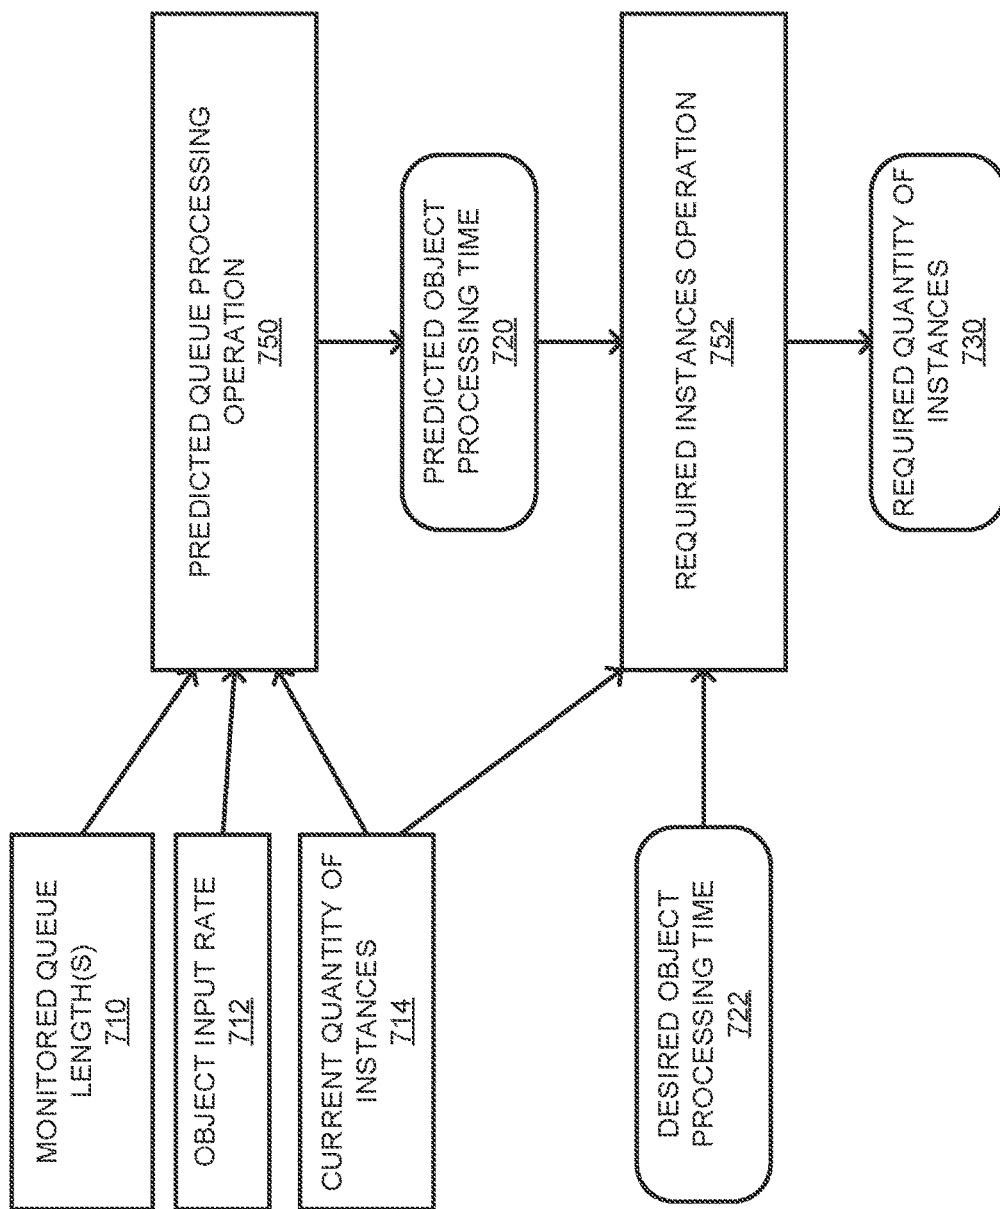 MONITORED QUEUE
LENGTH(S)
710
OBJECT INPUT RATE
712
CURRENT QUANTITY OF
INSTANCES
714
DESIRED OBJECT
PROCESSING TIME
722
PREDICTED QUEUE PROCESSING
OPERATION
750
PREDICTED OBJECT
PROCESSING TIME
720
REQUIRED INSTANCES OPERATION
752
REQUIRED QUANTITY OF
INSTANCES
730